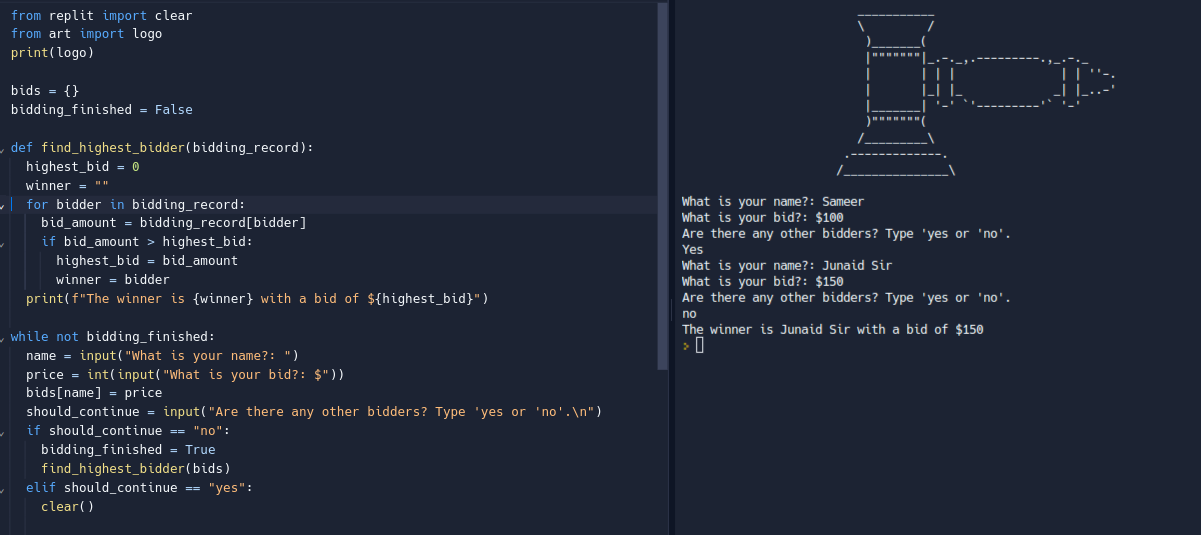 from replit import clear
from art import logo
print(logo)
bids = {}
bidding_finished = False
def find_highest_bidder(bidding_record):
  highest_bid = 0
  winner = ""
  for bidder in bidding_record:
    bid_amount = bidding_record[bidder]
    if bid_amount > highest_bid:
      highest_bid = bid_amount
      winner = bidder
  print(f"The winner is {winner} with a bid of ${highest_bid}")
while not bidding_finished:
  name = input("What is your name?: ")
  price = int(input("What is your bid?: $"))
  bids[name] = price
  should_continue = input("Are there any other bidders? Type 'yes or 'no'.\n")
  if should_continue == "no":
    bidding_finished = True
    find_highest_bidder(bids)
  elif should_continue == "yes":
    clear()
What is your name?: Sameer
What is your bid?: $100
Are there any other bidders? Type 'yes or 'no'.
Yes
What is your name?: Junaid Sir
What is your bid?: $150
Are there any other bidders? Type 'yes or 'no'.
no
The winner is Junaid Sir with a bid of $150